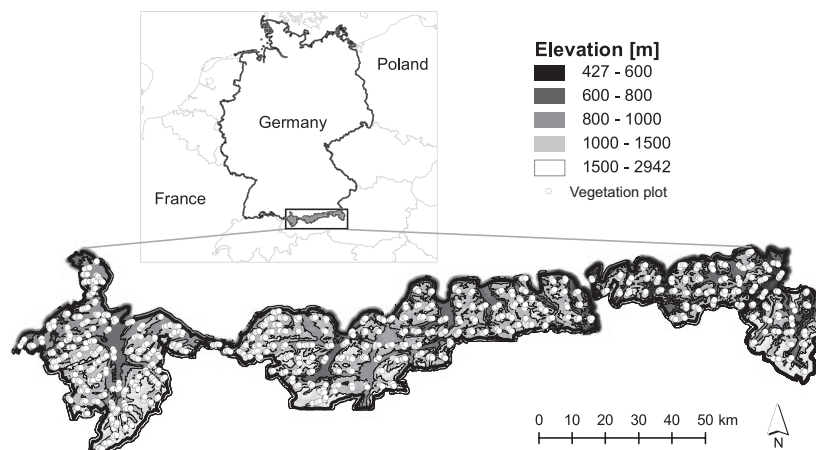 Poland
Germany
France
Elevation [m]
427 - 600
600 - 800
800 - 1000
1000 - 1500
1500 - 2942
Vegetation plot
0 10 20 30 40 50 km
N